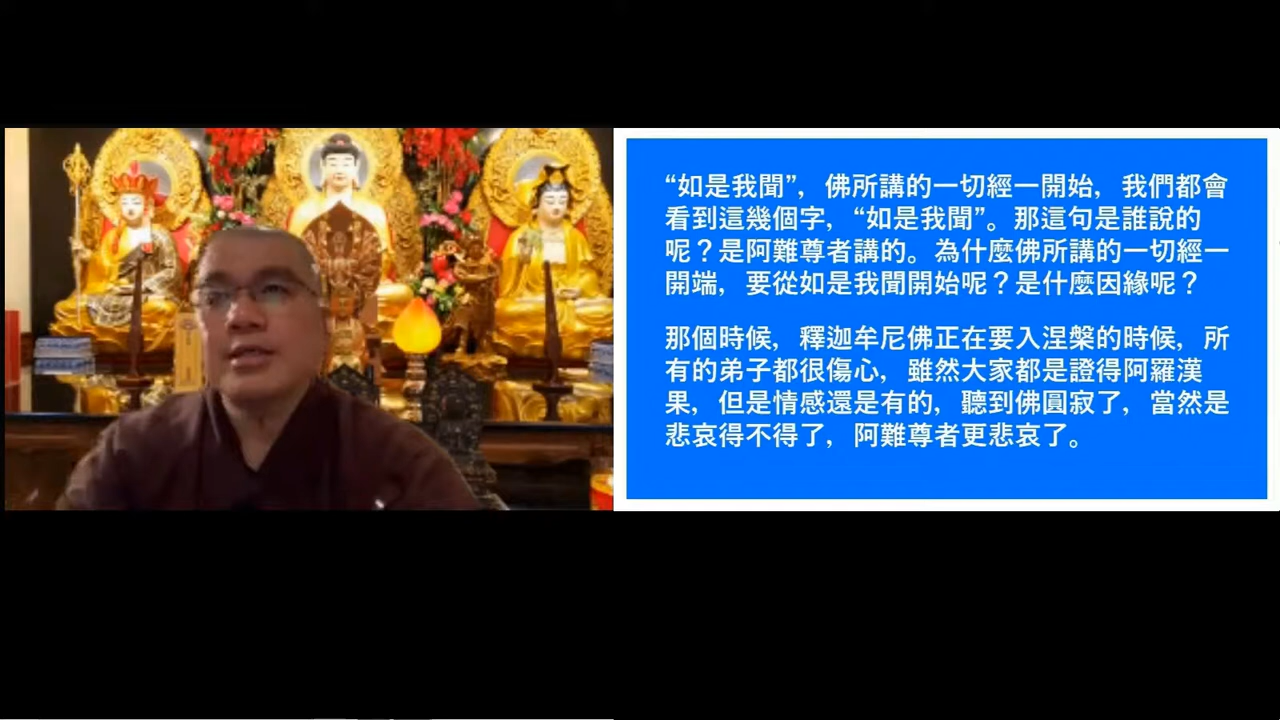 “如是我聞”，佛所講的一切經一開始，我們都會
看到這幾個字，“如是我聞”。那這句是誰說的
呢？是阿難尊者講的。為什麼佛所講的一切經一
開端，要從如是我聞開始呢？是什麼因緣呢？
那個時候，釋迦牟尼佛正在要入涅槃的時候，所
有的弟子都很傷心，雖然大家都是證得阿羅漢
果，但是情感還是有的，聽到佛圓寂了，當然是
悲哀得不得了，阿難尊者更悲哀了。